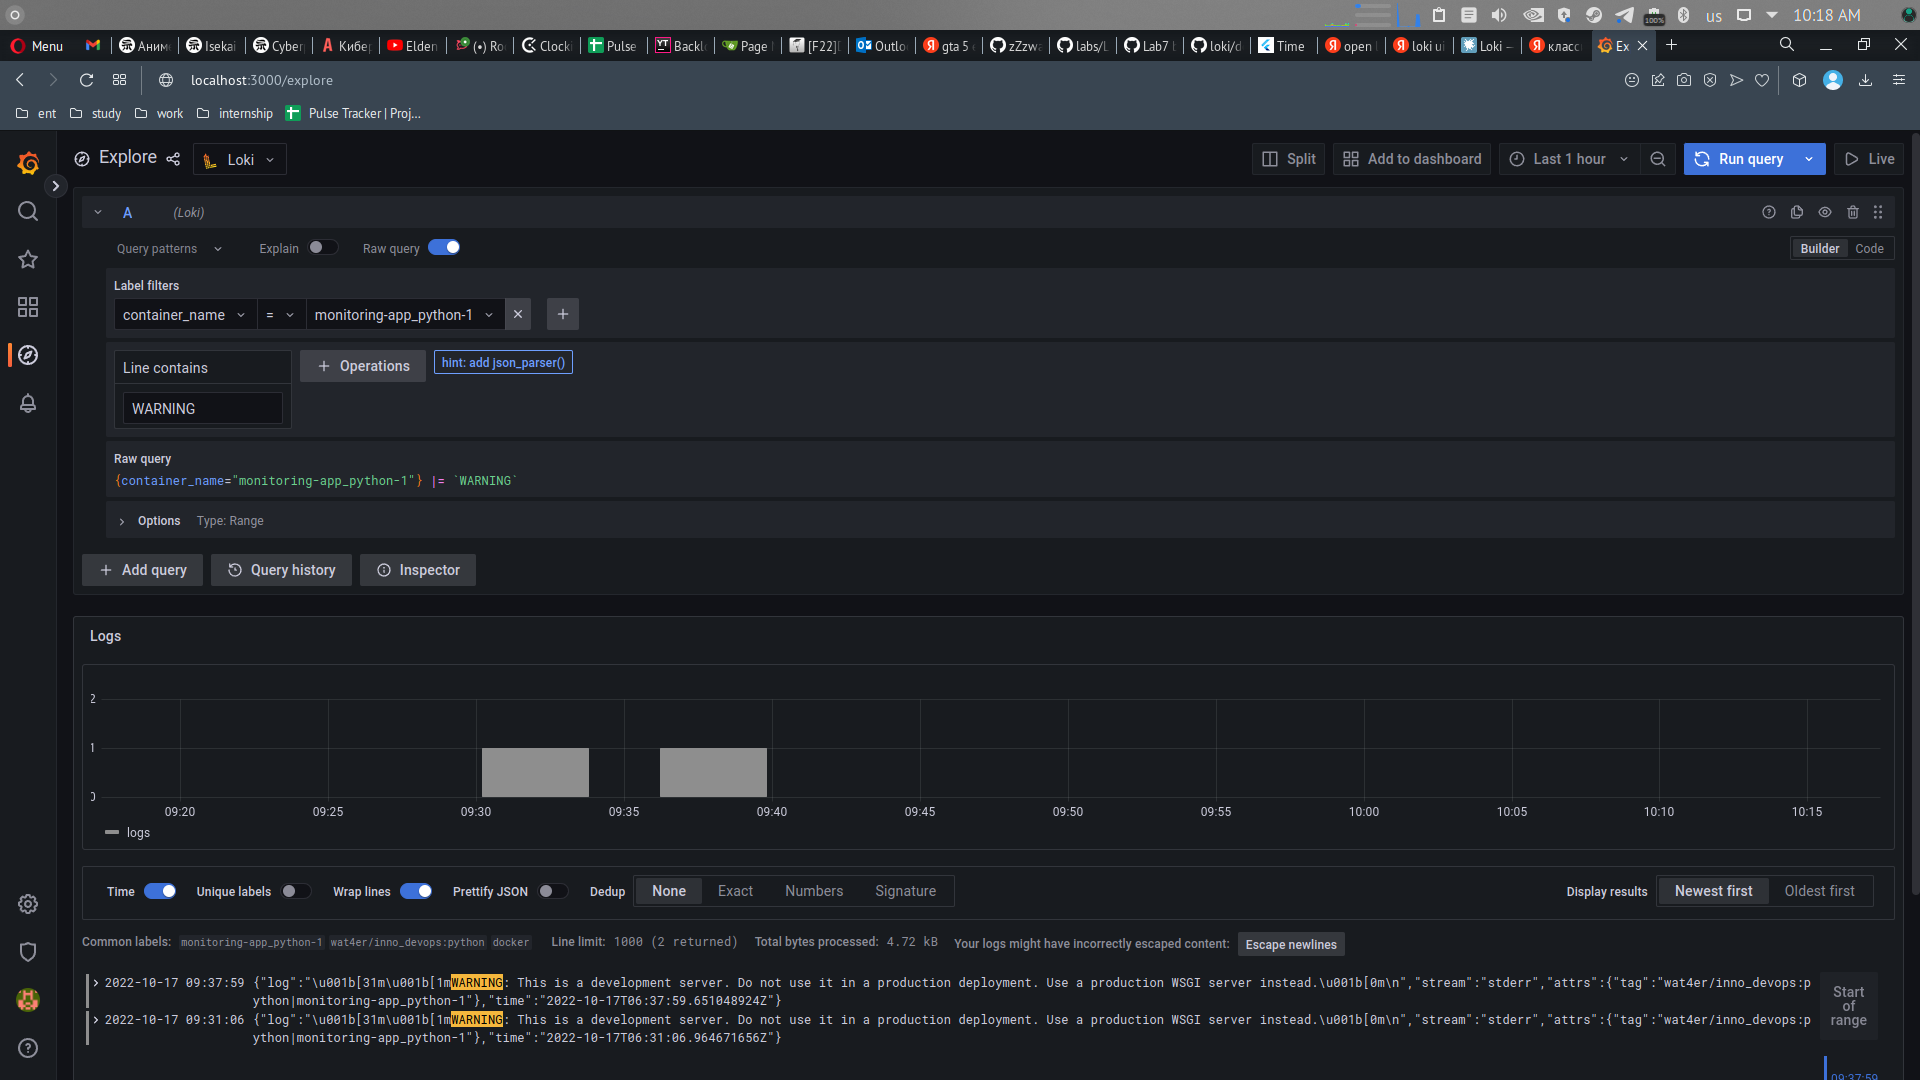 100%
us
10:18 AM
Menu
Аниме
Isekai
Cyber
Кибер
Elden
(•) Ro
Clocki
Pulse
Backl
Page
[F22]
Outlo
gta 5 e
zZzwa
labs/L
Lab7
loki/d
Time
open
loki ui
Loki –
класс
Ex
localhost:3000/explore
ent
study
work
internship
Pulse Tracker | Proj...
Explore
Loki
Split
Add to dashboard
Last 1 hour
Run query
Live
A
(Loki)
Query patterns
Explain
Raw query
Builder
Code
Label filters
container_name
=
monitoring-app_python-1
Line contains
Operations
hint: add json_parser()
WARNING
Raw query
{container_name="monitoring-app_python-1"} |= `WARNING`
Options
Type: Range
Add query
Query history
Inspector
Logs
2
1
0
09:20
09:25
09:30
09:35
09:40
09:45
09:50
09:55
10:00
10:05
10:10
10:15
logs
Time
Unique labels
Wrap lines
Prettify JSON
Dedup
None
Exact
Numbers
Signature
Display results
Newest first
Oldest first
Common labels: monitoring-app_python-1 wat4er/inno_devops:python docker
Line limit: 1000 (2 returned)
Total bytes processed: 4.72 kB
Your logs might have incorrectly escaped content:
Escape newlines
2022-10-17 09:37:59 {"log":"\u001b[31m\u001b[1mWARNING: This is a development server. Do not use it in a production deployment. Use a production WSGI server instead.\u001b[0m\n","stream":"stderr","attrs":{"tag":"wat4er/inno_devops:p
ython|monitoring-app_python-1"},"time":"2022-10-17T06:37:59.651048924Z"}
2022-10-17 09:31:06 {"log":"\u001b[31m\u001b[1mWARNING: This is a development server. Do not use it in a production deployment. Use a production WSGI server instead.\u001b[0m\n","stream":"stderr","attrs":{"tag":"wat4er/inno_devops:p
ython|monitoring-app_python-1"},"time":"2022-10-17T06:31:06.964671656Z"}
Start
of
range
09:37:59